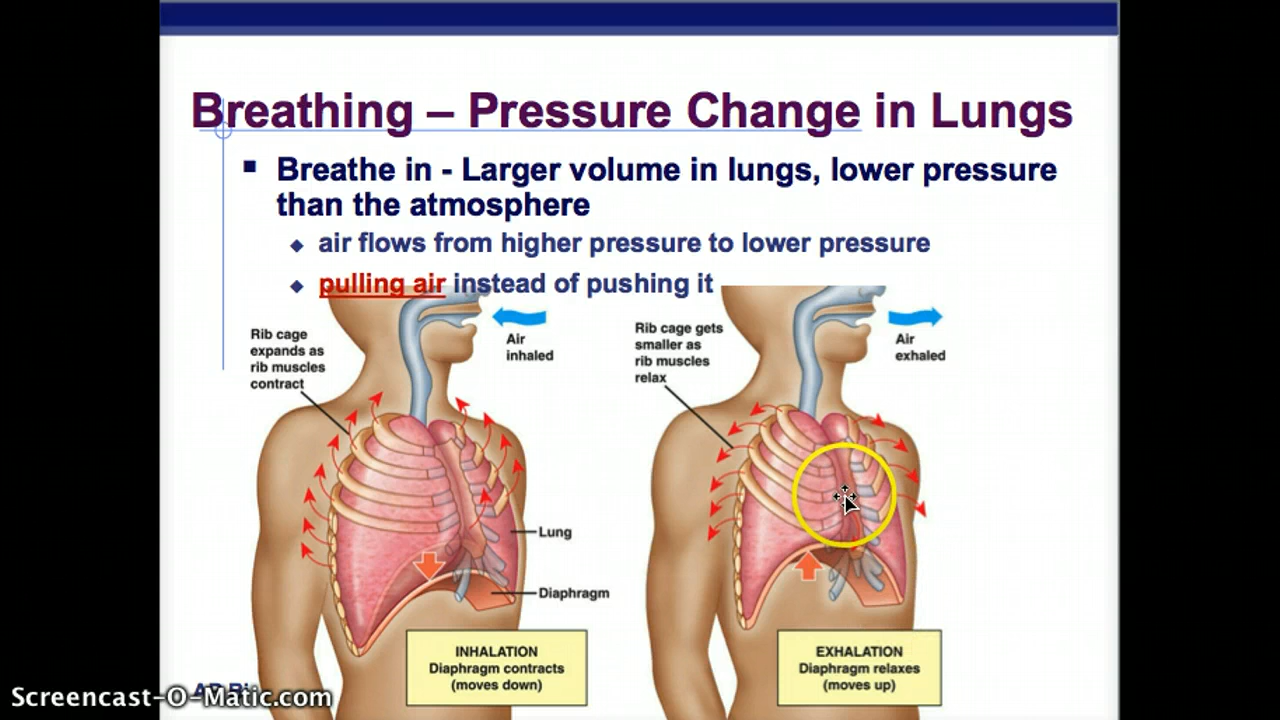 Breathing – Pressure Change in Lungs
Breathe in - Larger volume in lungs, lower pressure
than the atmosphere
air flows from higher pressure to lower pressure
pulling air instead of pushing it
Rib cage
expands as
rib muscles
contract
Air
inhaled
Rib cage gets
smaller as
rib muscles
relax
Air
exhaled
Lung
Diaphragm
INHALATION
Diaphragm contracts
(moves down)
EXHALATION
Diaphragm relaxes
(moves up)
Screencast-O-Matic.com